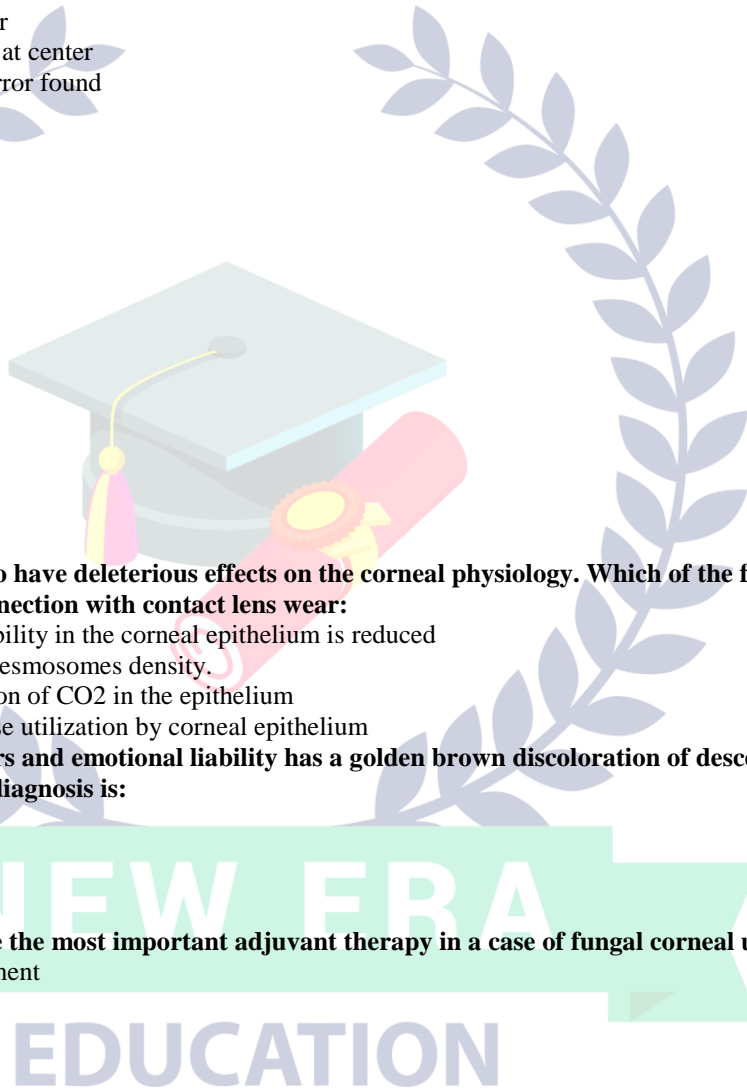 r
at center
rror found
o have deleterious effects on the corneal physiology. Which of the f
nection with contact lens wear:
bility in the corneal epithelium is reduced
esmosomes density.
on of CO2 in the epithelium
se utilization by corneal epithelium
rs and emotional liability has a golden brown discoloration of desce
diagnosis is:
NEW ERA
e the most important adjuvant therapy in a case of fungal corneal u
ment
EDUCATION